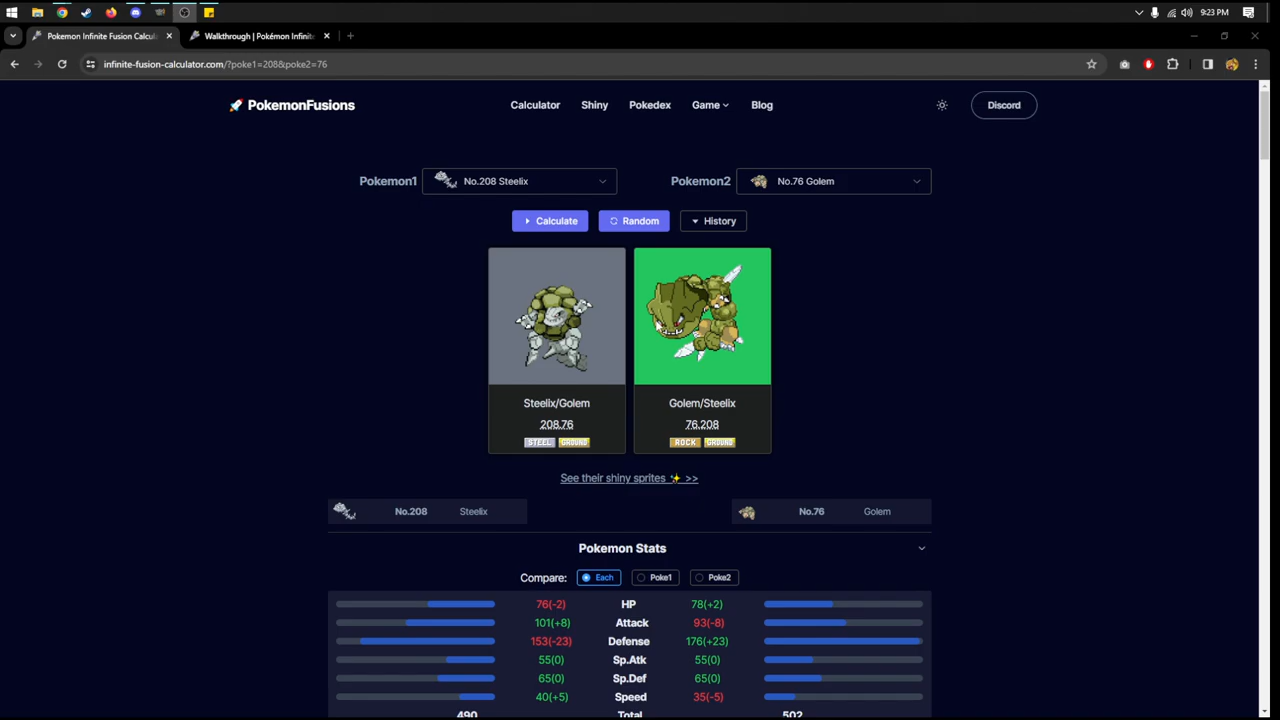 9:23 PM
Pokemon Infinite Fusion Calcula
Walkthrough | Pokémon Infinite
infinite-fusion-calculator.com/?poke1=208&poke2=76
PokemonFusions
Calculator
Shiny
Pokedex
Game
Blog
Discord
Pokemon1
No.208 Steelix
Pokemon2
No.76 Golem
Calculate
Random
History
Steelix/Golem
Golem/Steelix
208.76
76.208
STEEL GROUND
ROCK GROUND
See their shiny sprites ✨ >>
No.208 Steelix
No.76 Golem
Pokemon Stats
Compare: Each Poke1 Poke2
76(-2) HP 78(+2)
101(+8) Attack 93(-8)
153(-23) Defense 176(+23)
55(0) Sp.Atk 55(0)
65(0) Sp.Def 65(0)
40(+5) Speed 35(-5)
490 Total 502